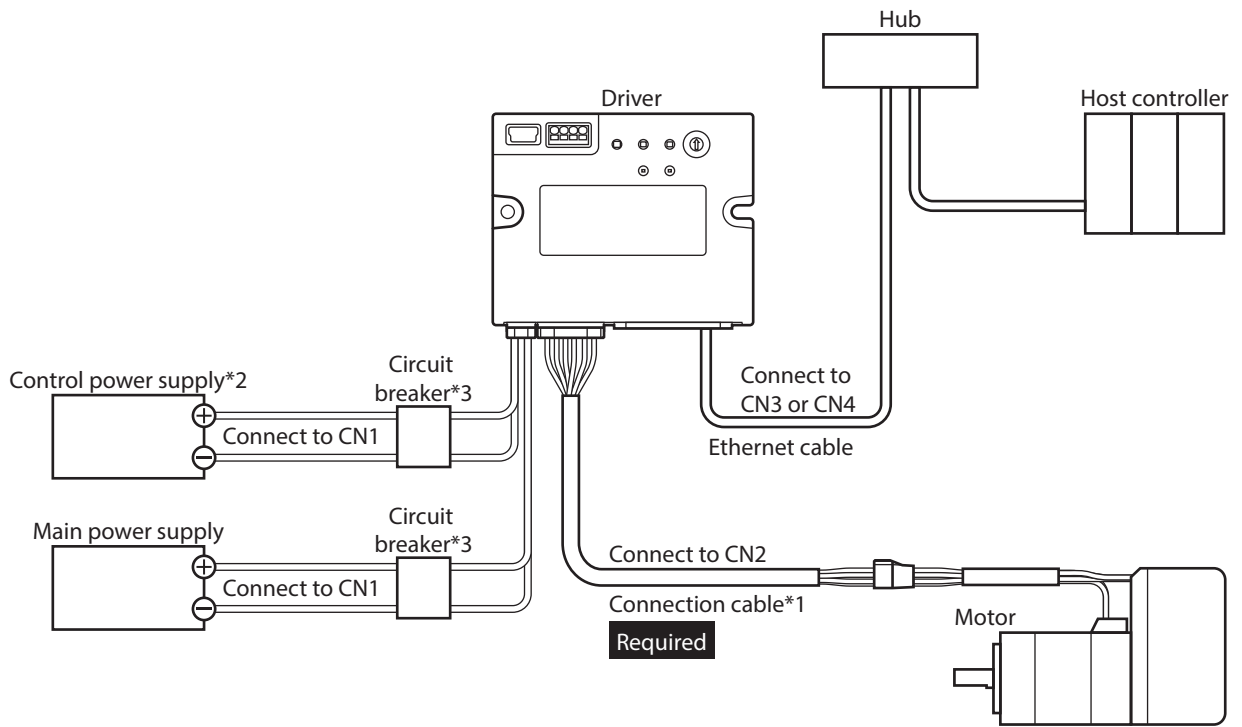 Hub
Driver
Host controller
Control power supply*2
Circuit
breaker*3
Connect to CN1
Connect to
CN3 or CN4
Ethernet cable
Main power supply
Circuit
breaker*3
Connect to CN1
Connect to CN2
Connection cable*1
Required
Motor